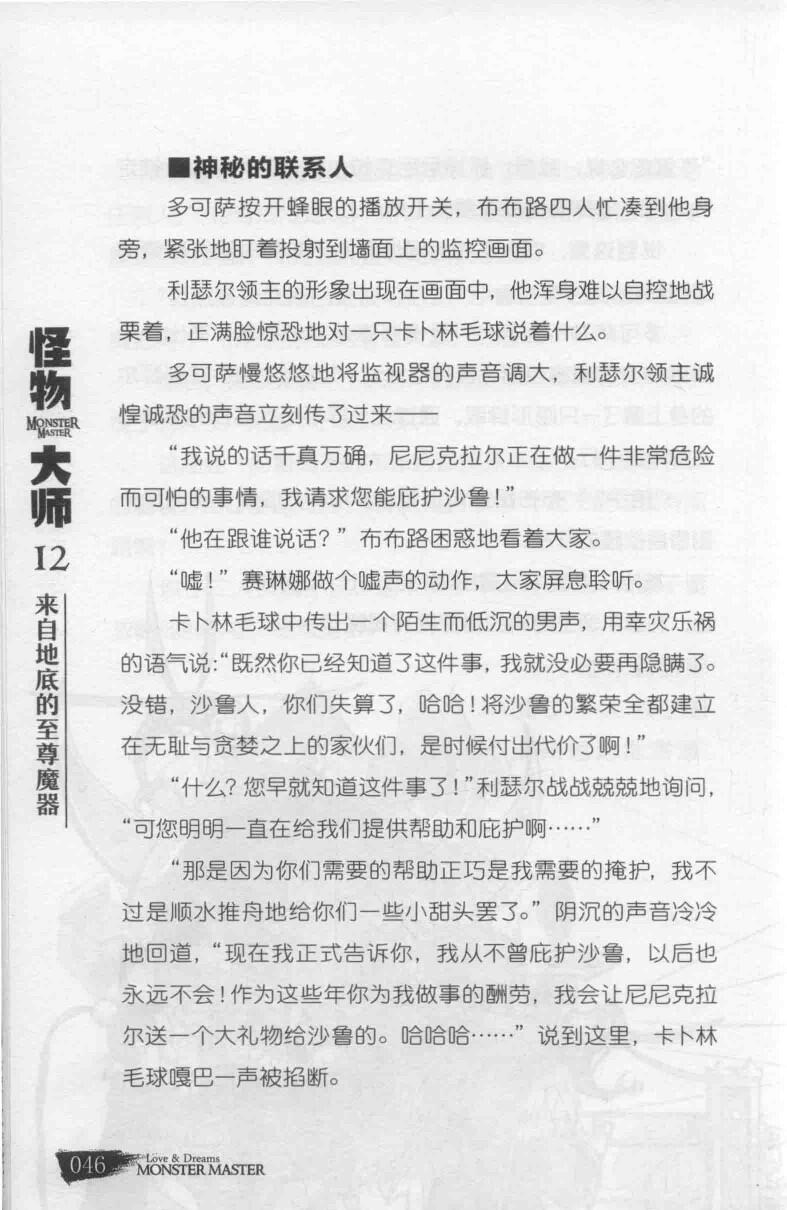 ■神秘的联系人
多可萨按开蜂眼的播放开关，布布路四人忙凑到他身
旁，紧张地盯着投射到墙面上的监控画面。
利瑟尔领主的形象出现在画面中，他浑身难以自控地战
栗着，正满脸惊恐地对一只卡卜林毛球说着什么。
多可萨慢悠悠地将监视器的声音调大，利瑟尔领主诚
惶诚恐的声音立刻传了过来——
“我说的话千真万确，尼尼克拉尔正在做一件非常危险
而可怕的事情，我请求您能庇护沙鲁！”
“他在跟谁说话？”布布路困惑地看着大家。
“嘘！”赛琳娜做个嘘声的动作，大家屏息聆听。
卡卜林毛球中传出一个陌生而低沉的男声，用幸灾乐祸
的语气说：“既然你已经知道了这件事，我就没必要再隐瞒了。
没错，沙鲁人，你们失算了，哈哈！将沙鲁的繁荣全都建立
在无耻与贪婪之上的家伙们，是时候付出代价了啊！”
“什么？您早就知道这件事了！”利瑟尔战战兢兢地询问，
“可您明明一直在给我们提供帮助和庇护啊……”
“那是因为你们需要的帮助正巧是我需要的掩护，我不
过是顺水推舟地给你们一些小甜头罢了。”阴沉的声音冷冷
地回道，“现在我正式告诉你，我从不曾庇护沙鲁，以后也
永远不会！作为这些年你为我做事的酬劳，我会让尼尼克拉
尔送一个大礼物给沙鲁的。哈哈哈……”说到这里，卡卜林
毛球嘎巴一声被掐断。
怪物
MONSTER
MASTER
大师
12
来自地底的至尊魔器
046
Love & Dreams
MONSTER MASTER